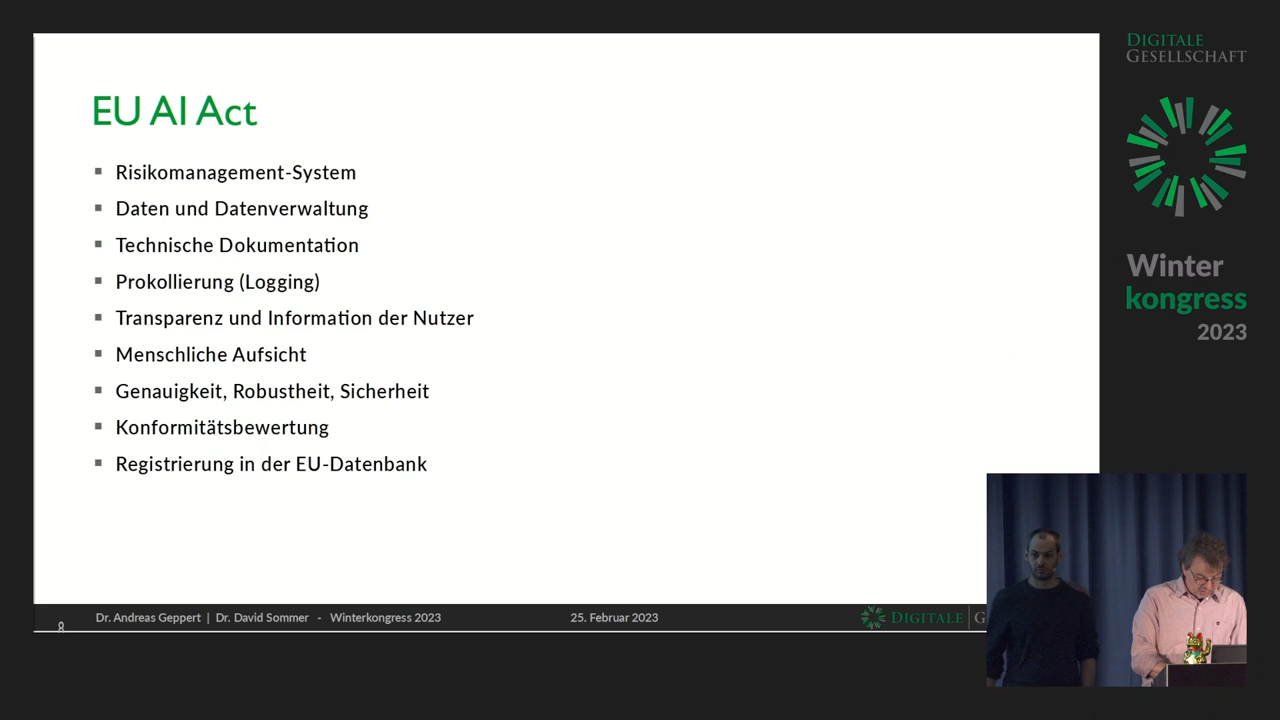 EU AI Act
Risikomanagement-System
Daten und Datenverwaltung
Technische Dokumentation
Prokollierung (Logging)
Transparenz und Information der Nutzer
Menschliche Aufsicht
Genauigkeit, Robustheit, Sicherheit
Konformitätsbewertung
Registrierung in der EU-Datenbank
8
Dr. Andreas Geppert | Dr. David Sommer - Winterkongress 2023
25. Februar 2023
DIGITALE G
DIGITALE
GESELLSCHAFT
Winter
kongress
2023